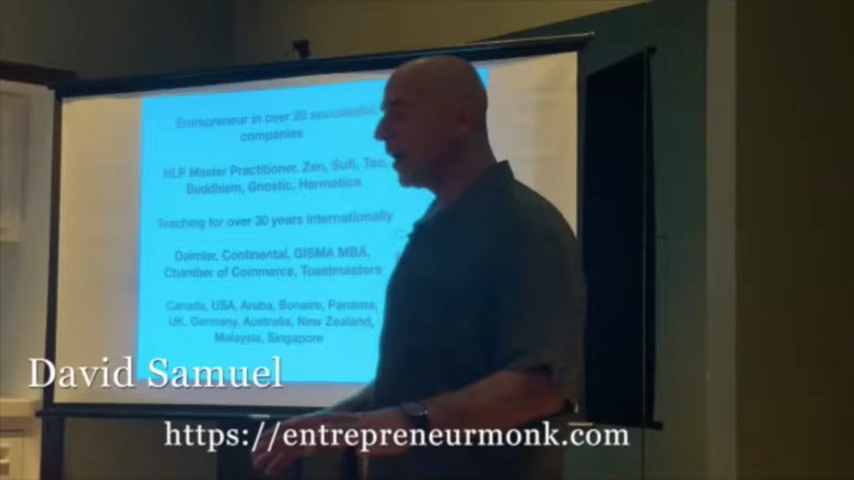 Entrepreneur in over 20 successful
companies
NLP Master Practitioner. Zen, Sufi, Tao,
Buddhism, Gnostic, Hermetica
Teaching for over 30 years internationally
Daimler, Continental, GISMA MBA,
Chamber of Commerce, Toastmasters
Canada, USA, Aruba, Bonaire, Panama,
UK, Germany, Australia, New Zealand,
Malaysia, Singapore
David Samuel
https://entrepreneurmonk.com